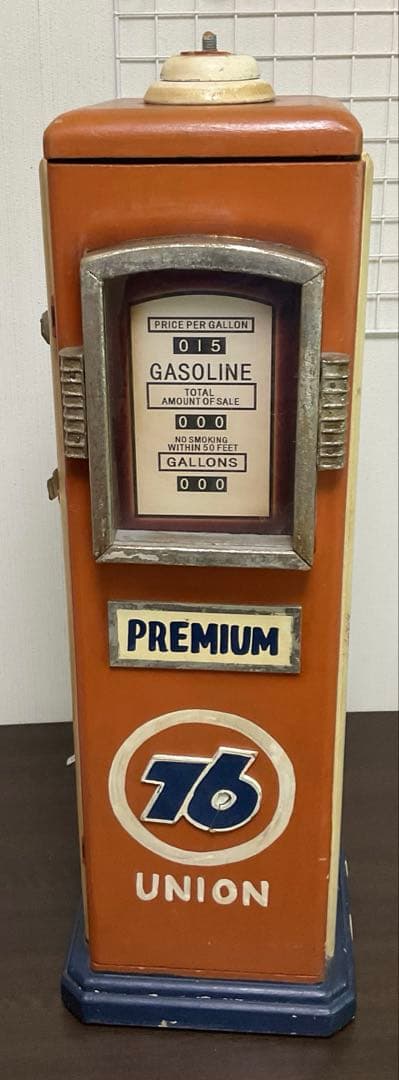 PRICE PER GALLON
015
GASOLINE
TOTAL
AMOUNT OF SALE
000
NO SMOKING
WITHIN 50 FEET
GALLONS
000
PREMIUM
76
UNION